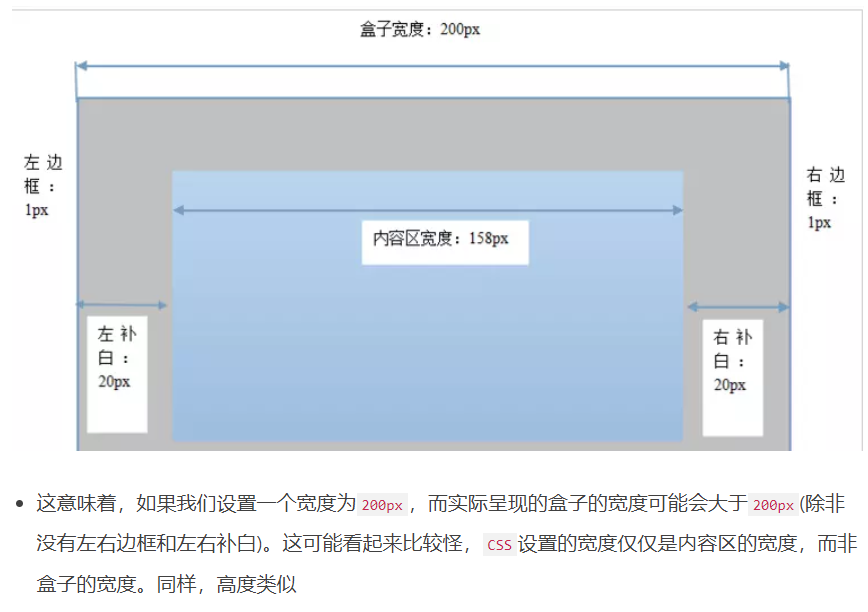 盒子宽度：200px
左边
框：
1px
右边
框：
1px
内容区宽度：158px
左补
白：
20px
右补
白：
20px
这意味着，如果我们设置一个宽度为 200px，而实际呈现的盒子的宽度可能会大于 200px (除非
没有左右边框和左右补白)。这可能看起来比较怪，CSS 设置的宽度仅仅是内容区的宽度，而非
盒子的宽度。同样，高度类似